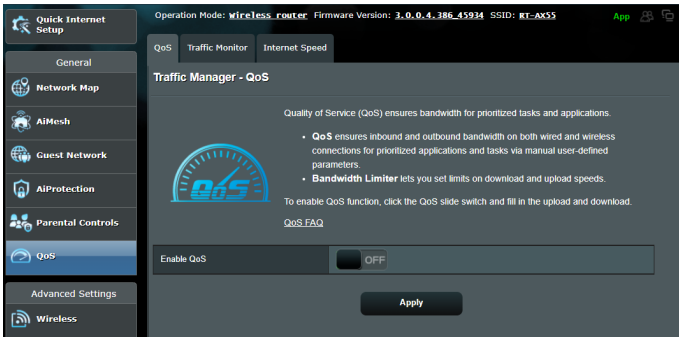 Quick Internet
Setup
Operation Mode: Wireless router Firmware Version: 3.0.0.4.386_45934 SSID: RT-AX55
App
QoS Traffic Monitor Internet Speed
General
Network Map
AiMesh
Guest Network
AiProtection
Parental Controls
QoS
Advanced Settings
Wireless
Traffic Manager - QoS
QoS
Quality of Service (QoS) ensures bandwidth for prioritized tasks and applications.
• QoS ensures inbound and outbound bandwidth on both wired and wireless
connections for prioritized applications and tasks via manual user-defined
parameters.
• Bandwidth Limiter lets you set limits on download and upload speeds.
To enable QoS function, click the QoS slide switch and fill in the upload and download.
QoS FAQ
Enable QoS OFF
Apply